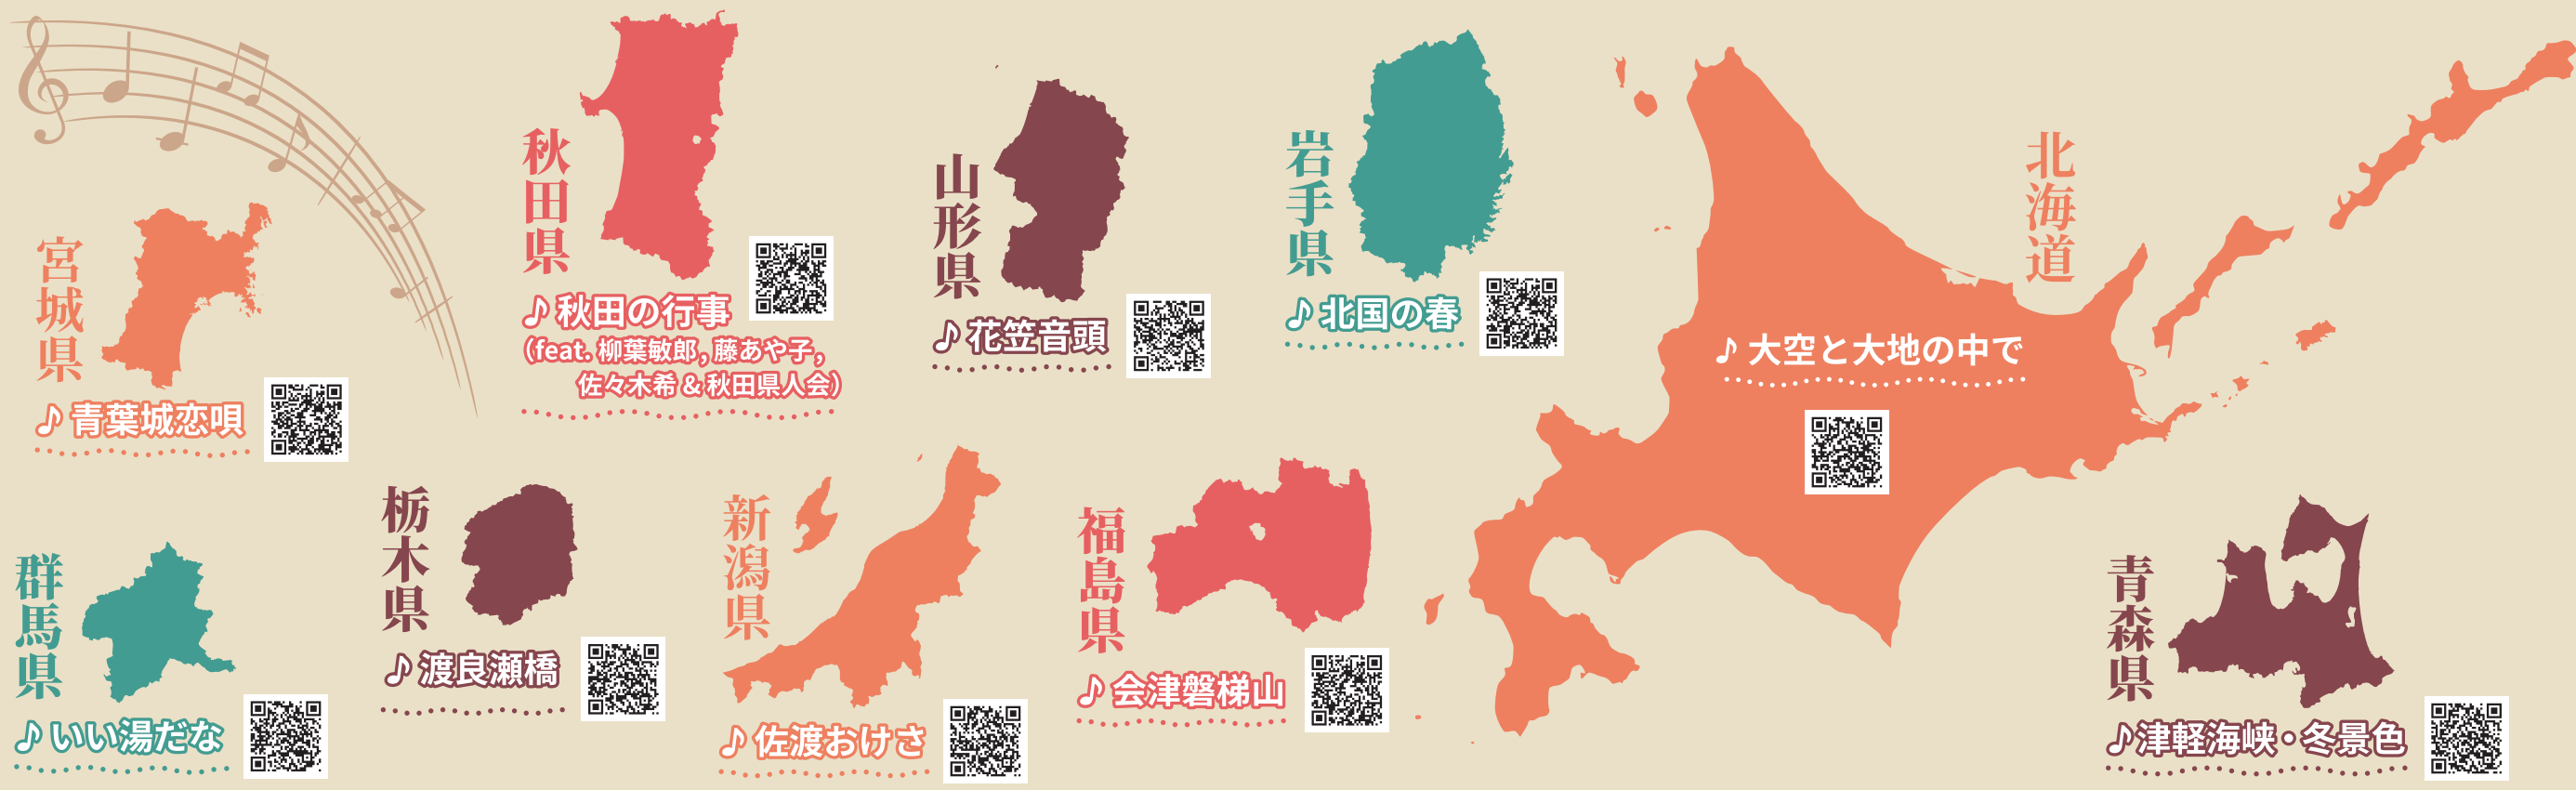 秋田県
♪秋田の行事
(feat. 柳葉敏郎, 藤あや子,
佐々木希 & 秋田県人会)
山形県
♪花笠音頭
岩手県
♪北国の春
北海道
♪大空と大地の中で
宮城県
♪青葉城恋唄
栃木県
♪渡良瀬橋
新潟県
♪佐渡おけさ
福島県
♪会津磐梯山
群馬県
♪いい湯だな
青森県
♪津軽海峡・冬景色